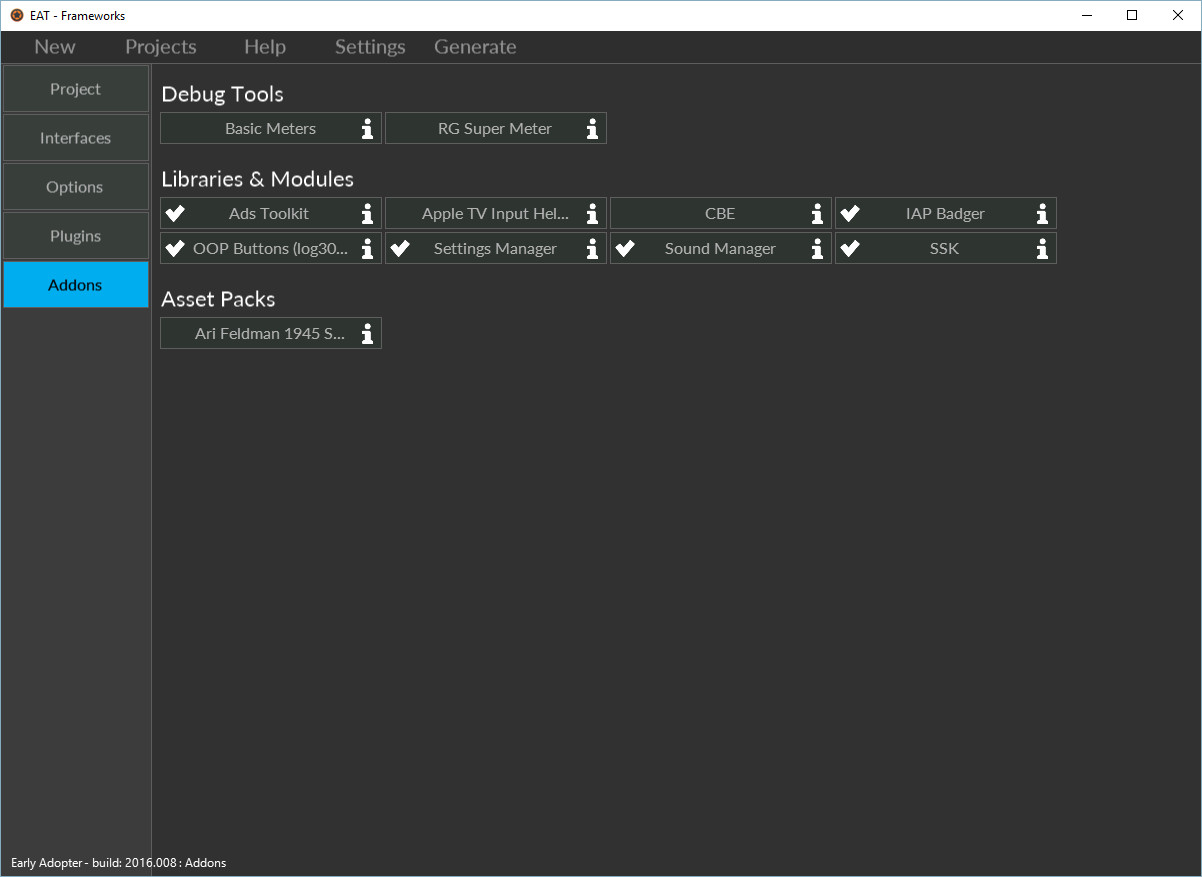 EAT - Frameworks
New Projects Help Settings Generate
Project
Interfaces
Options
Plugins
Addons
Debug Tools
Basic Meters RG Super Meter
Libraries & Modules
Ads Toolkit Apple TV Input Hel... CBE IAP Badger
OOP Buttons (log30... Settings Manager Sound Manager SSK
Asset Packs
Ari Feldman 1945 S...
Early Adopter - build: 2016.008 : Addons